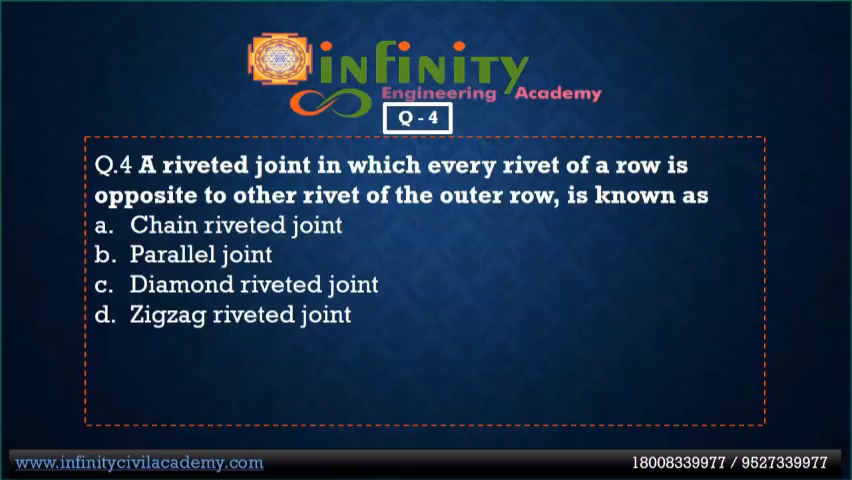 infinity
Engineering Academy
Q - 4
Q.4 A riveted joint in which every rivet of a row is
opposite to other rivet of the outer row, is known as
a. Chain riveted joint
b. Parallel joint
c. Diamond riveted joint
d. Zigzag riveted joint
www.infinitycivilacademy.com
18008339977 / 9527339977